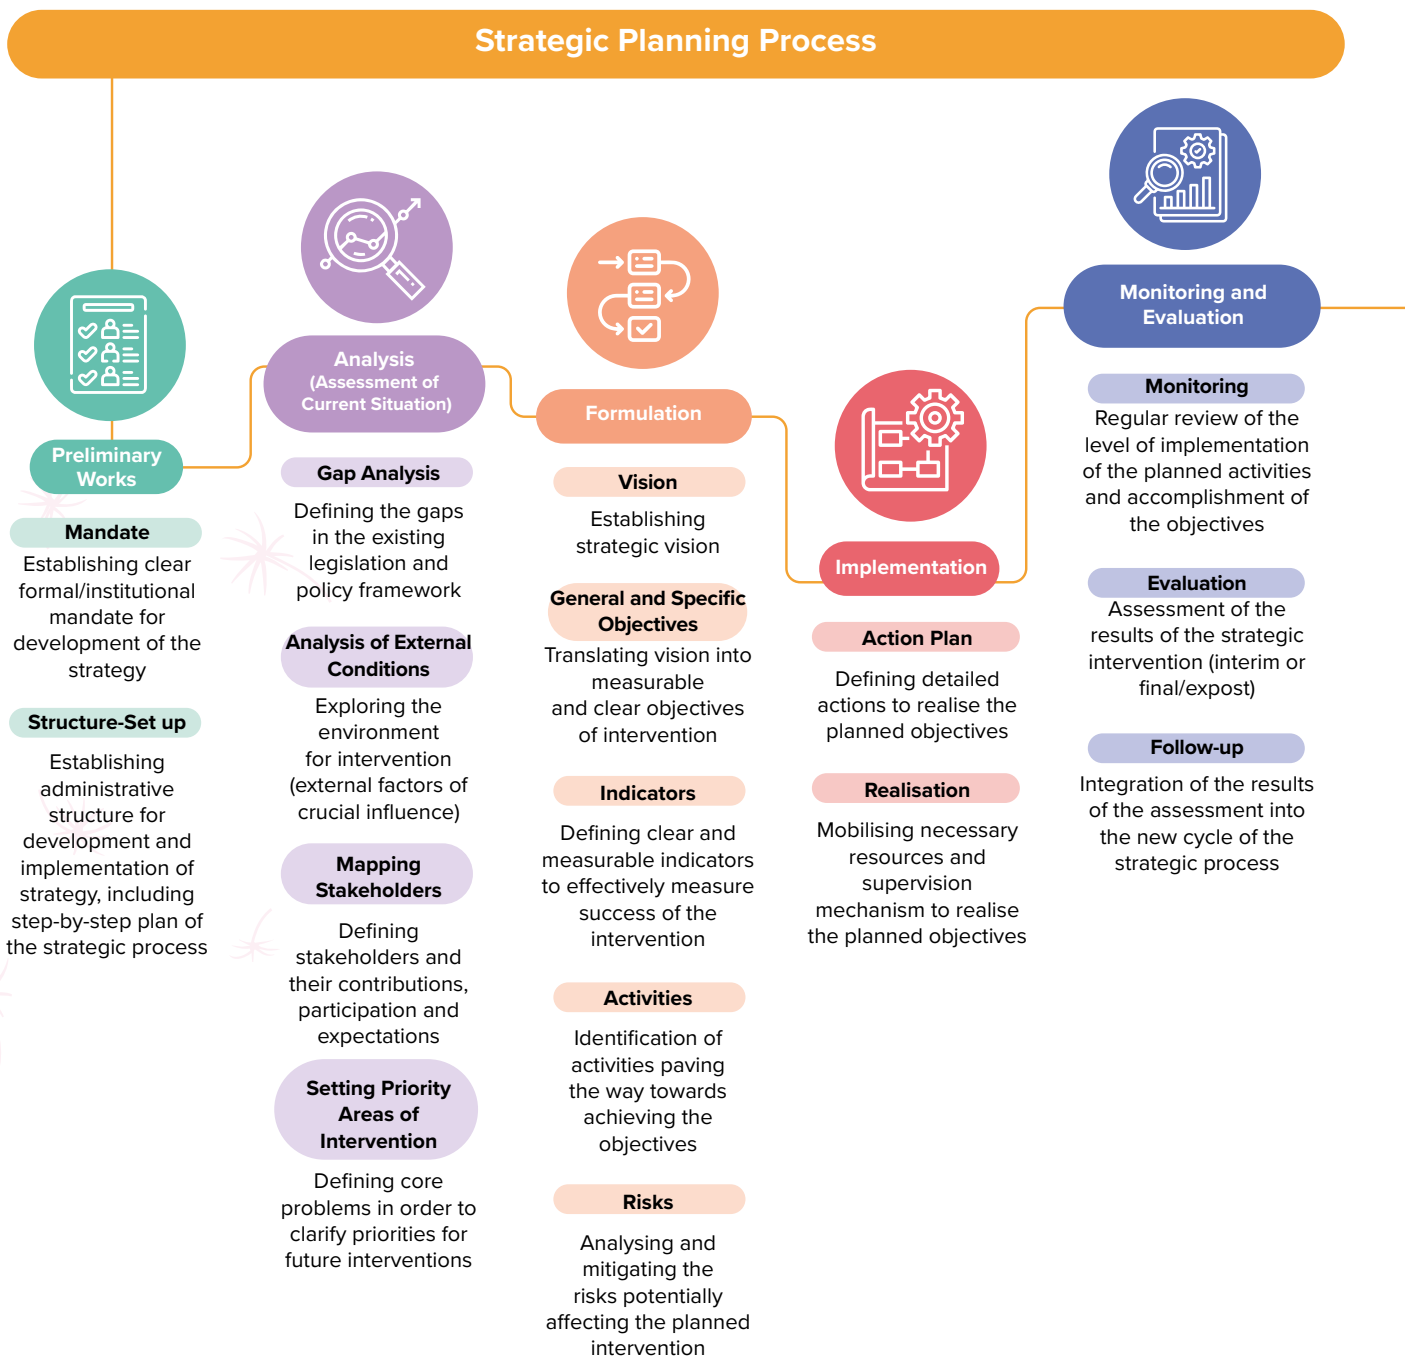 Strategic Planning Process
Preliminary
Works
Mandate
Establishing clear
formal/institutional
mandate for
development of the
strategy
Structure-Set up
Establishing
administrative
structure for
development and
implementation of
strategy, including
step-by-step plan of
the strategic process
Analysis
(Assessment of
Current Situation)
Gap Analysis
Defining the gaps
in the existing
legislation and
policy framework
Analysis of External
Conditions
Exploring the
environment
for intervention
(external factors of
crucial influence)
Mapping
Stakeholders
Defining
stakeholders and
their contributions,
participation and
expectations
Setting Priority
Areas of
Intervention
Defining core
problems in order to
clarify priorities for
future interventions
Formulation
Vision
Establishing
strategic vision
General and Specific
Objectives
Translating vision into
measurable
and clear objectives
of intervention
Indicators
Defining clear and
measurable indicators
to effectively measure
success of the
intervention
Activities
Identification of
activities paving
the way towards
achieving the
objectives
Risks
Analysing and
mitigating the
risks potentially
affecting the planned
intervention
Implementation
Action Plan
Defining detailed
actions to realise the
planned objectives
Realisation
Mobilising necessary
resources and
supervision
mechanism to realise
the planned objectives
Monitoring and
Evaluation
Monitoring
Regular review of the
level of implementation
of the planned activities
and accomplishment of
the objectives
Evaluation
Assessment of the
results of the strategic
intervention (interim or
final/expost)
Follow-up
Integration of the results
of the assessment into
the new cycle of the
strategic process